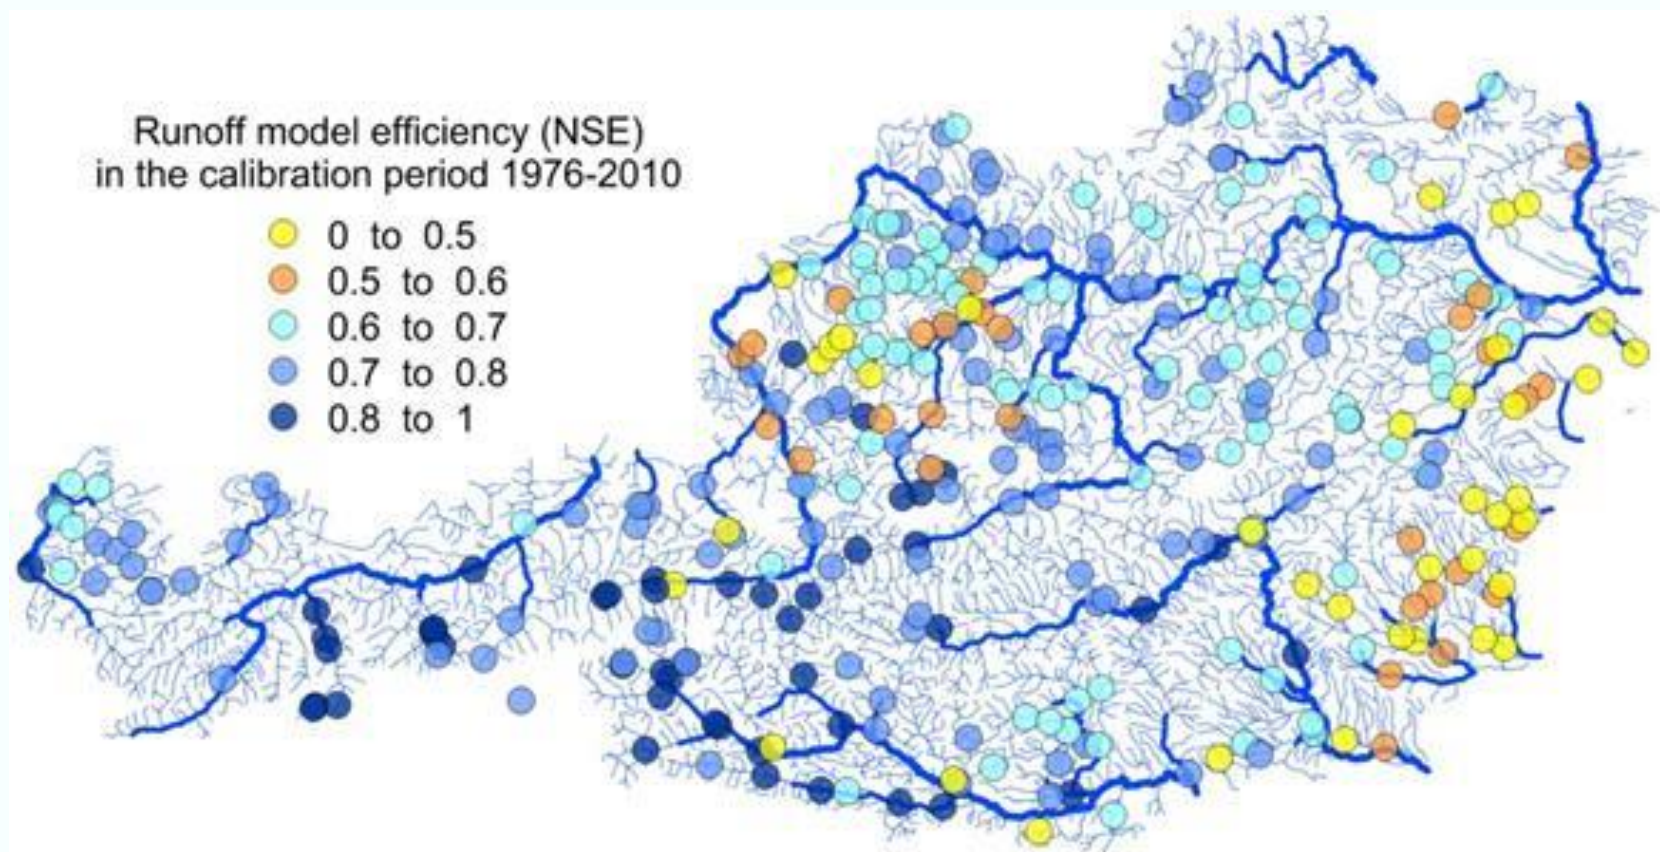 Runoff model efficiency (NSE)
in the calibration period 1976-2010
0 to 0.5
0.5 to 0.6
0.6 to 0.7
0.7 to 0.8
0.8 to 1